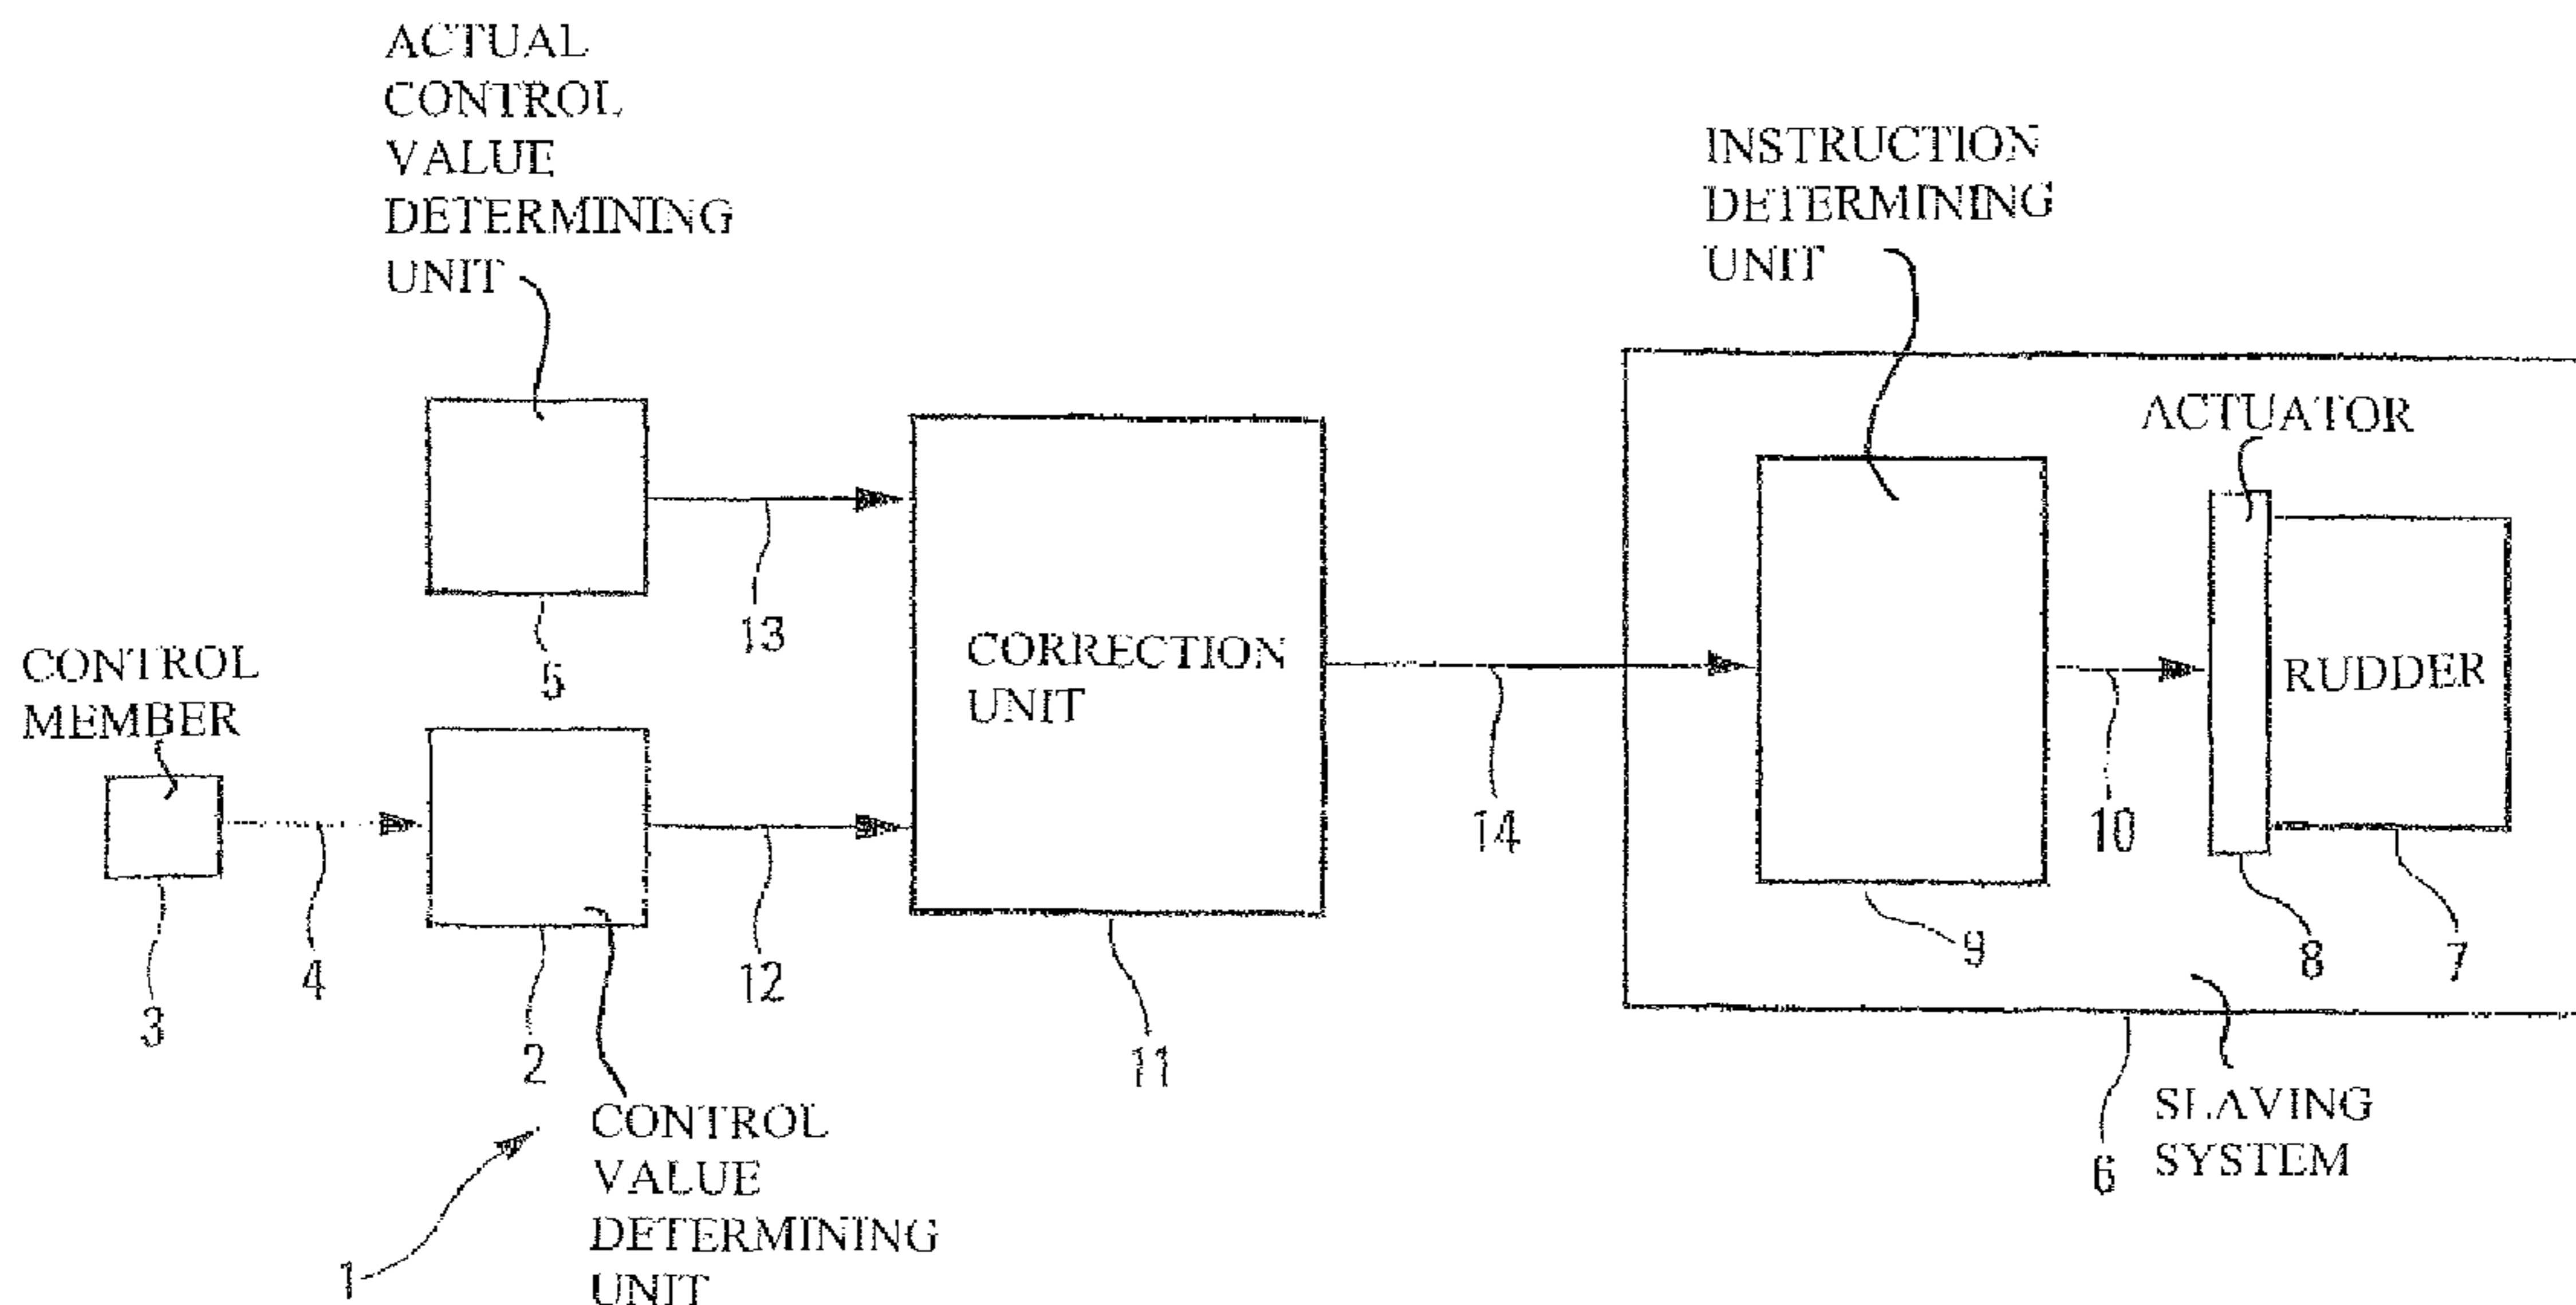 ACTUAL
CONTROL
VALUE
DETERMINING
UNIT
INSTRUCTION
DETERMINING
UNIT
ACTUATOR
CONTROL
MEMBER
CORRECTION
UNIT
RUDDER
13
5
14
10
4
12
9
8
7
3
2
11
CONTROL
VALUE
DETERMINING
UNIT
SLAVING
SYSTEM
6
1